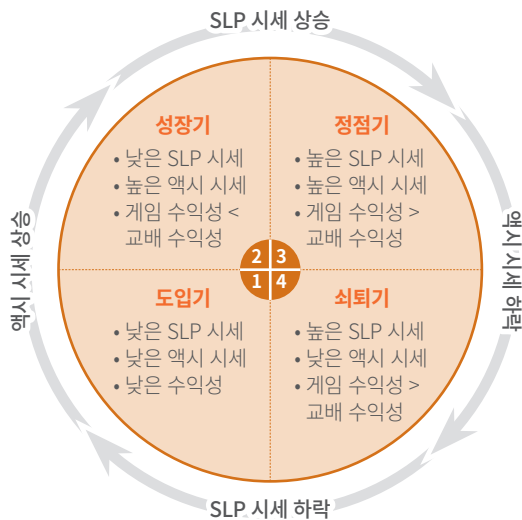 SLP 시세 상승
성장기
• 낮은 SLP 시세
• 높은 액시 시세
• 게임 수익성 <
교배 수익성
정점기
• 높은 SLP 시세
• 높은 액시 시세
• 게임 수익성 >
교배 수익성
액시 시세 상승
액시 시세 하락
2 3
1 4
도입기
• 낮은 SLP 시세
• 낮은 액시 시세
• 낮은 수익성
쇠퇴기
• 높은 SLP 시세
• 낮은 액시 시세
• 게임 수익성 >
교배 수익성
SLP 시세 하락